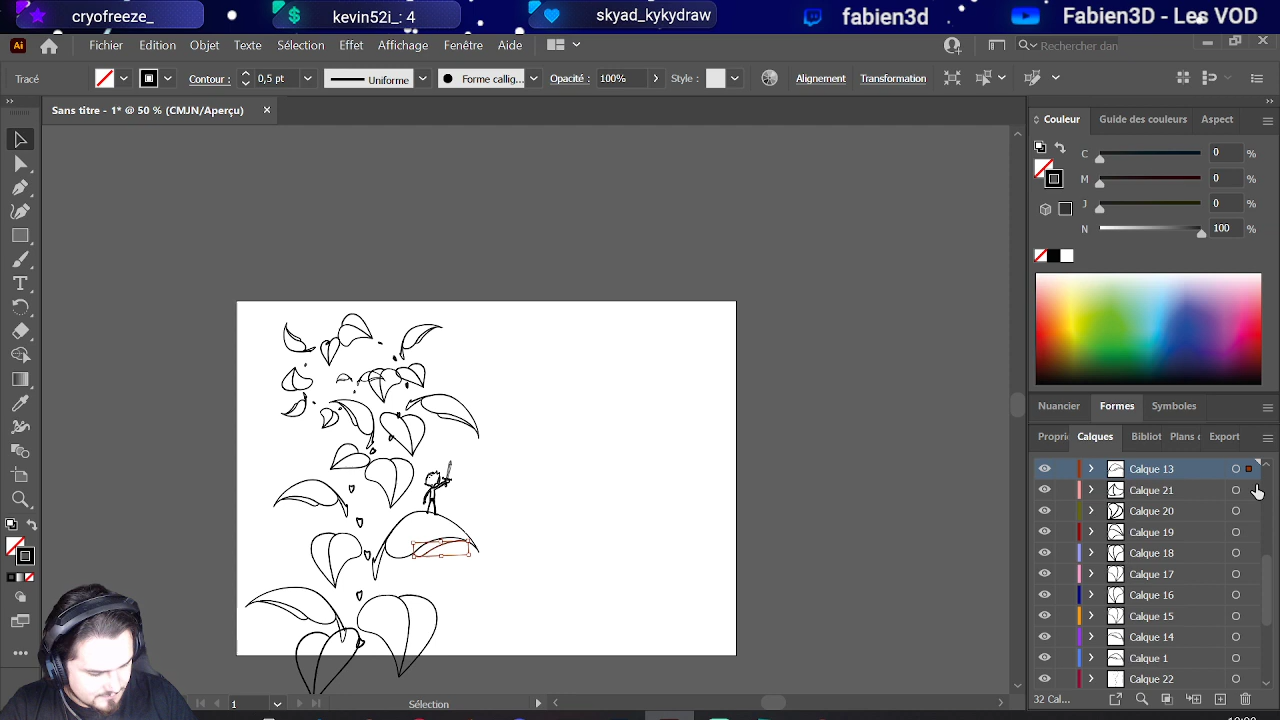 cryofreeze_
kevin52i_: 4
skyad_kykydraw
fabien3d
Fabien3D - Les VOD
Ai
Fichier Edition Objet Texte Sélection Effet Affichage Fenêtre Aide
Rechercher dan
Tracé
Contour :
0,5 pt
Uniforme
Forme callig...
Opacité :
100%
Style :
Alignement
Transformation
Sans titre - 1* @ 50 % (CMJN/Aperçu)
Couleur Guide des couleurs Aspect
C 0 %
M 0 %
J 0 %
N 100 %
Nuancier Formes Symboles
Propri Calques Bibliot Plans d Export
Calque 13
Calque 21
Calque 20
Calque 19
Calque 18
Calque 17
Calque 16
Calque 15
Calque 14
Calque 1
Calque 22
32 Cal...
1
Sélection